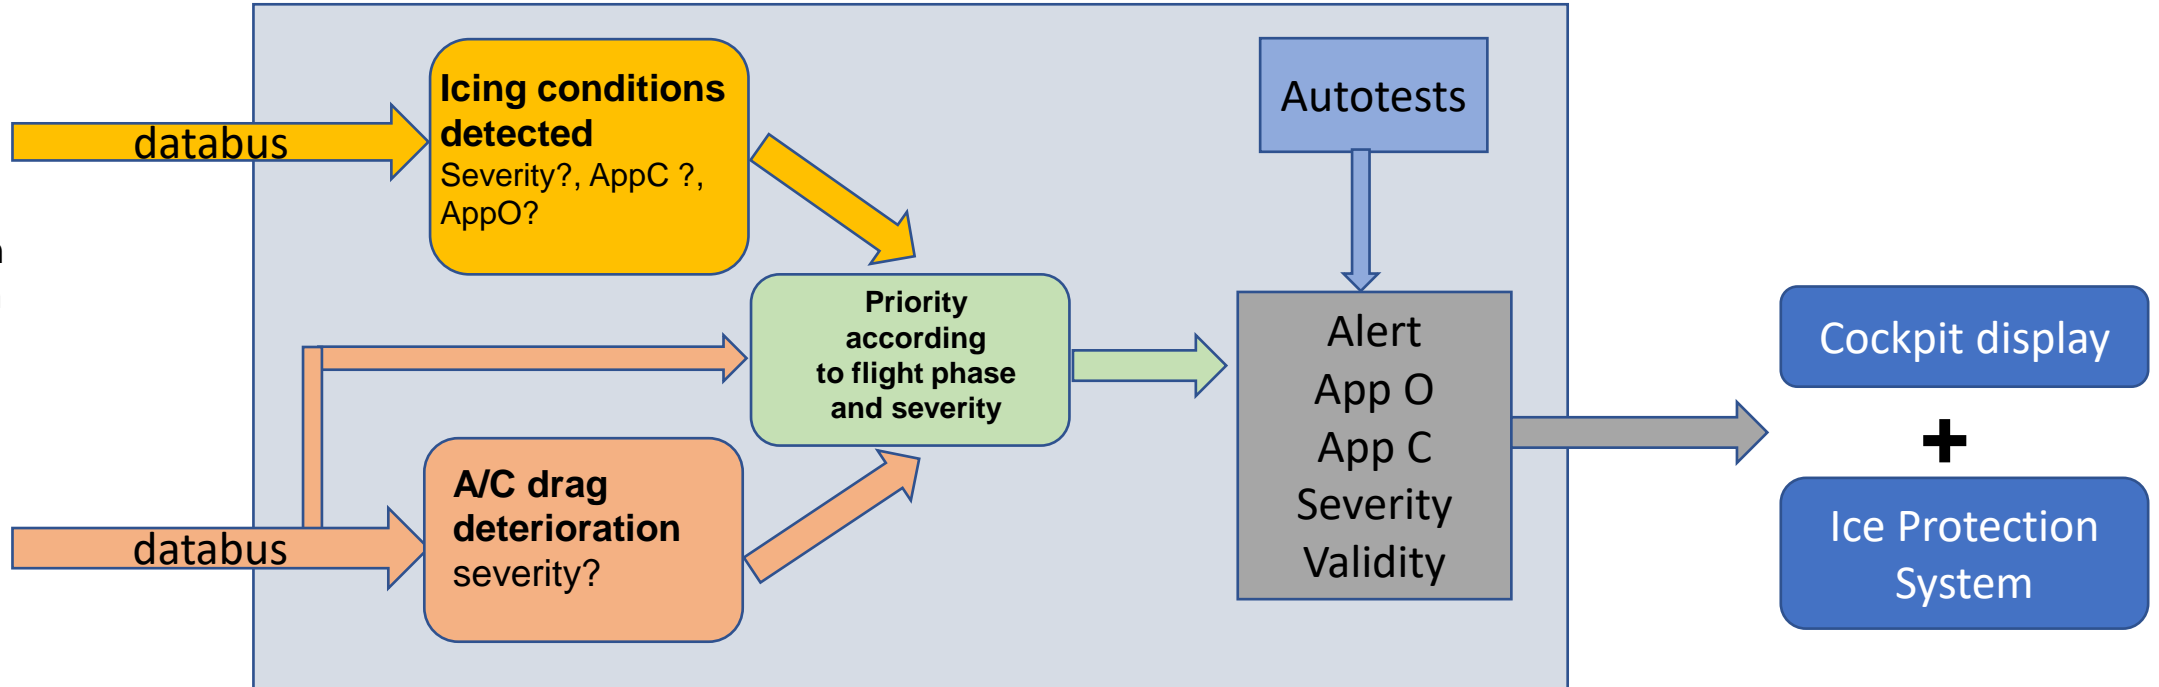 databus
Icing conditions
detected
Severity?, AppC ?,
AppO?
Autotests
Priority
according
to flight phase
and severity
Alert
App O
App C
Severity
Validity
Cockpit display
+
Ice Protection
System
databus
A/C drag
deterioration
severity?